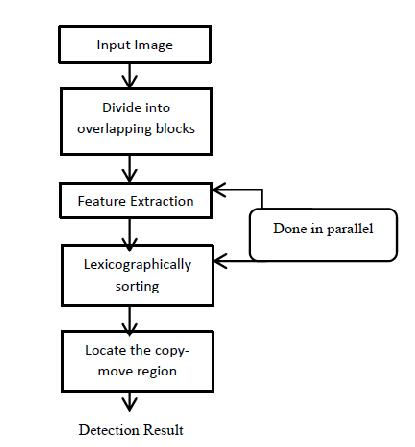 Input Image
Divide into
overlapping blocks
Feature Extraction
Done in parallel
Lexicographically
sorting
Locate the copy-
move region
Detection Result